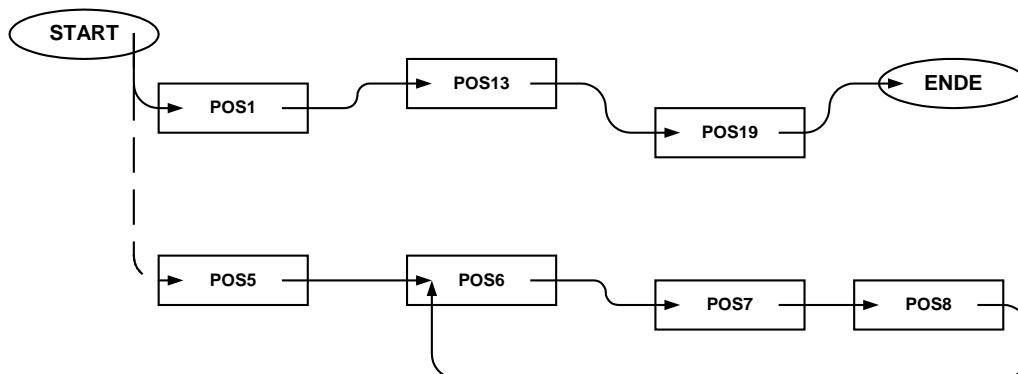 START
POS1
POS13
POS19
ENDE
POS5
POS6
POS7
POS8